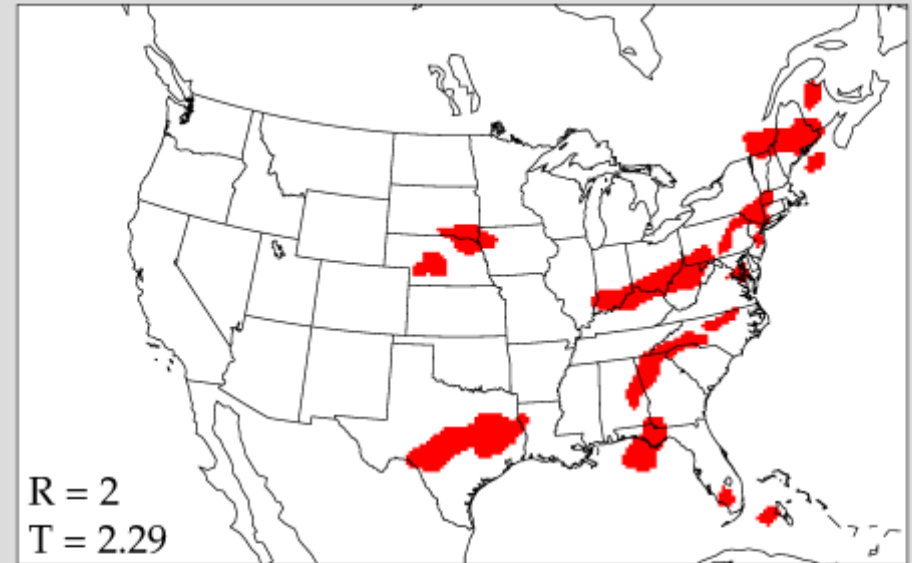 R = 2
T = 2.29